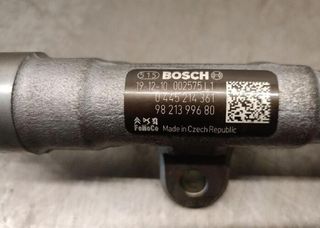 515 BOSCH
19-12-10 002575 L1
0 445 214 361
98 213 996 80
FoMoCo Made in Czech Republic